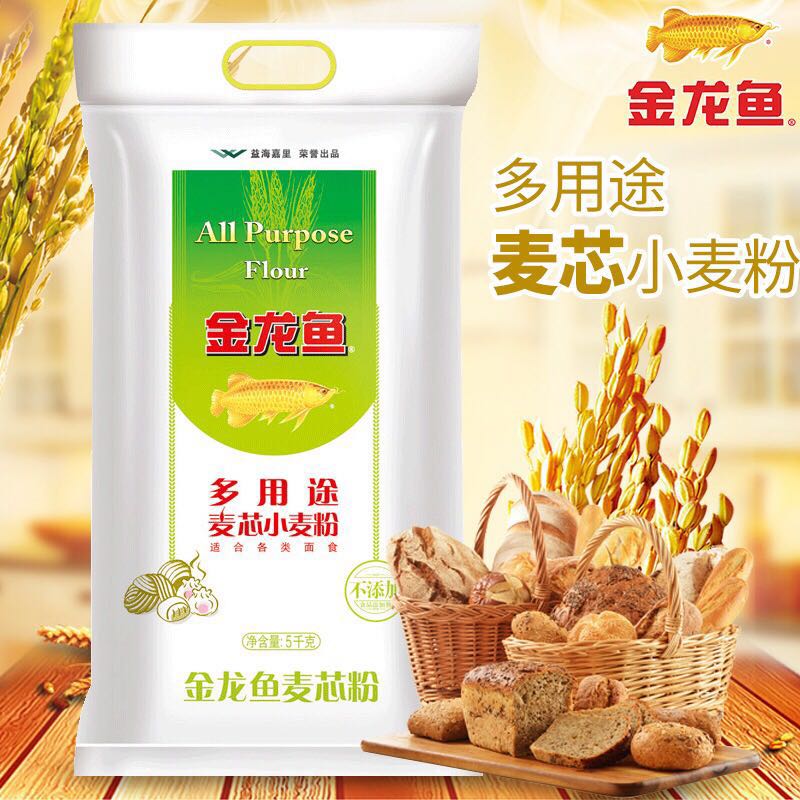 益海嘉里 荣誉出品
All Purpose
Flour
金龙鱼®
多用途
麦芯小麦粉
适合各类面食
不添加
净含量:5千克
金龙鱼麦芯粉
金龙鱼®
多用途
麦芯小麦粉